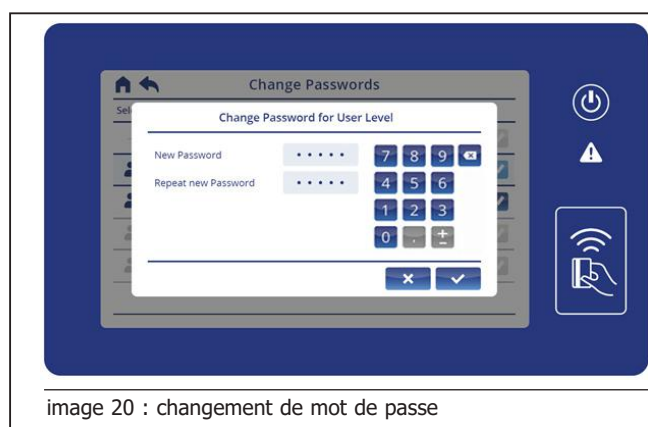 Change Passwords
Sel
Change Password for User Level
New Password
7 8 9
Repeat new Password
4 5 6
1 2 3
0 . ±
image 20 : changement de mot de passe